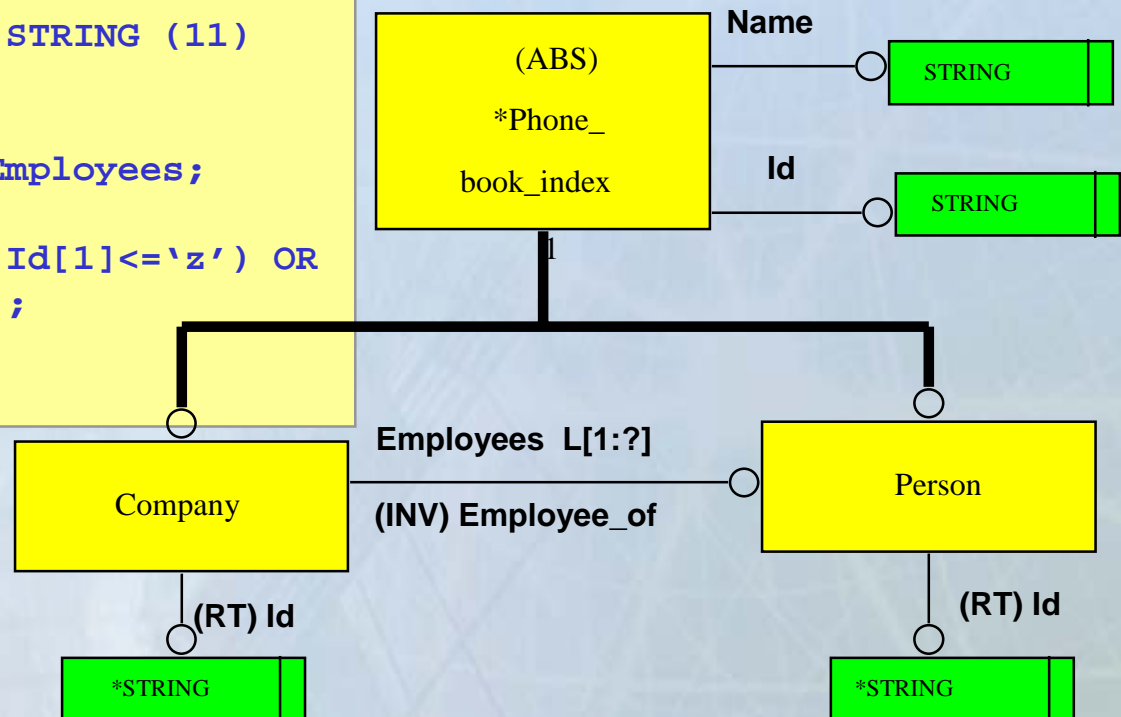 STRING (11)
Employees;
Id[1]<=‘z’) OR
;
(ABS)
*Phone_
book_index
1
Name
STRING
Id
STRING
Company
Employees L[1:?]
(INV) Employee_of
Person
(RT) Id
*STRING
(RT) Id
*STRING